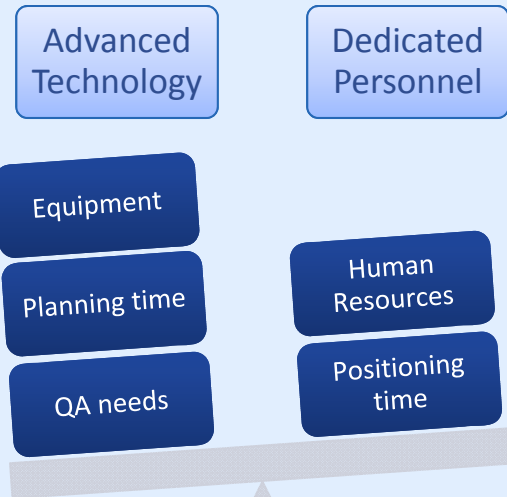 Advanced
Technology
Dedicated
Personnel
Equipment
Planning time
QA needs
Human
Resources
Positioning
time